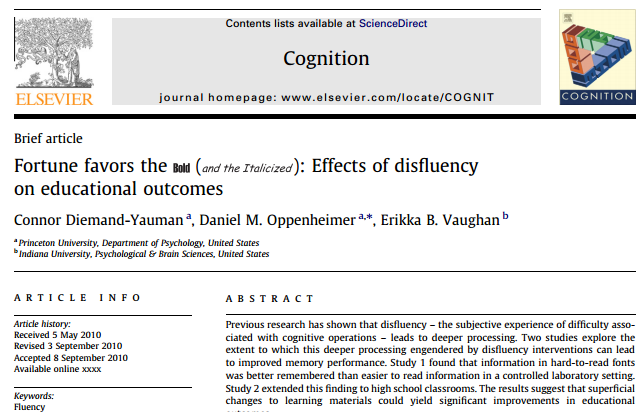 Contents lists available at ScienceDirect
Cognition
journal homepage: www.elsevier.com/locate/COGNIT
ELSEVIER
COGNITION
Brief article
Fortune favors the Bold (and the Italicized): Effects of disfluency
on educational outcomes
Connor Diemand-Yauman a, Daniel M. Oppenheimer a,*, Erikka B. Vaughan b
a Princeton University, Department of Psychology, United States
b Indiana University, Psychological & Brain Sciences, United States
ARTICLE INFO
Article history:
Received 5 May 2010
Revised 3 September 2010
Accepted 8 September 2010
Available online xxxx
Keywords:
Fluency
ABSTRACT
Previous research has shown that disfluency – the subjective experience of difficulty asso-
ciated with cognitive operations – leads to deeper processing. Two studies explore the
extent to which this deeper processing engendered by disfluency interventions can lead
to improved memory performance. Study 1 found that information in hard-to-read fonts
was better remembered than easier to read information in a controlled laboratory setting.
Study 2 extended this finding to high school classrooms. The results suggest that superficial
changes to learning materials could yield significant improvements in educational